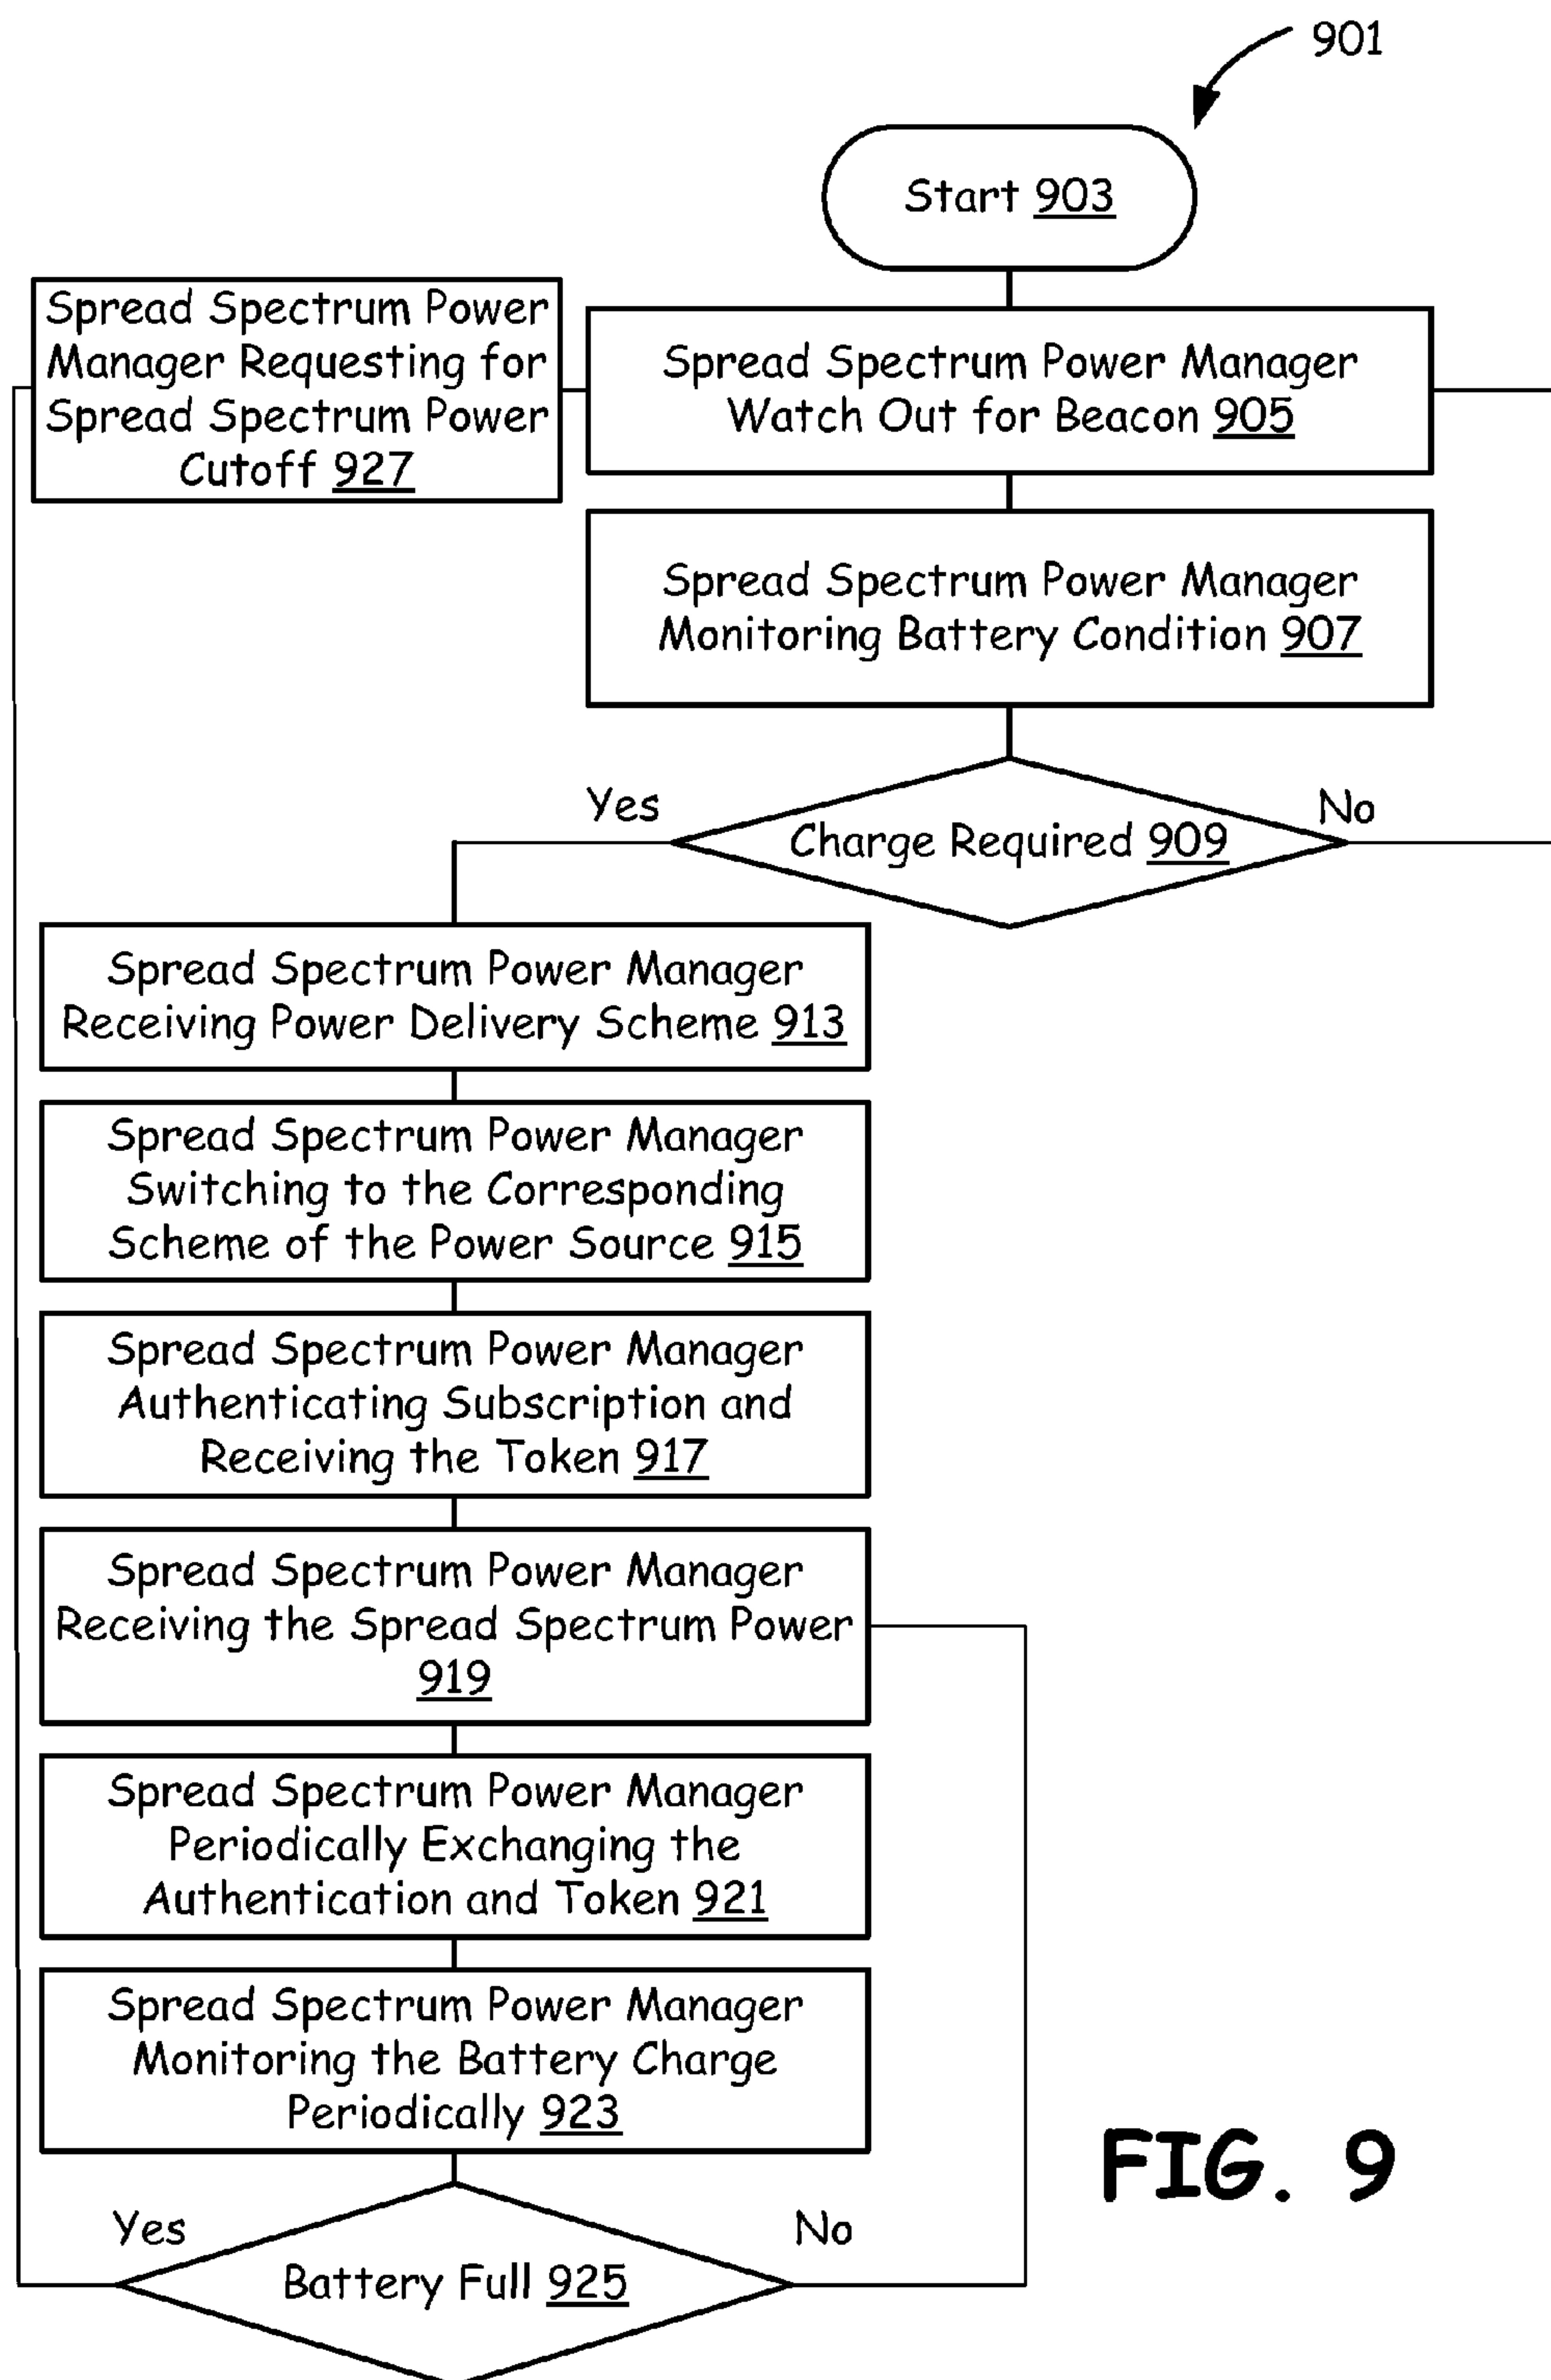 901
Start 903
Spread Spectrum Power
Manager Requesting for
Spread Spectrum Power
Cutoff 927
Spread Spectrum Power Manager
Watch Out for Beacon 905
Spread Spectrum Power Manager
Monitoring Battery Condition 907
Yes
No
Charge Required 909
Spread Spectrum Power Manager
Receiving Power Delivery Scheme 913
Spread Spectrum Power Manager
Switching to the Corresponding
Scheme of the Power Source 915
Spread Spectrum Power Manager
Authenticating Subscription and
Receiving the Token 917
Spread Spectrum Power Manager
Receiving the Spread Spectrum Power
919
Spread Spectrum Power Manager
Periodically Exchanging the
Authentication and Token 921
Spread Spectrum Power Manager
Monitoring the Battery Charge
Periodically 923
Yes
No
Battery Full 925
FIG. 9